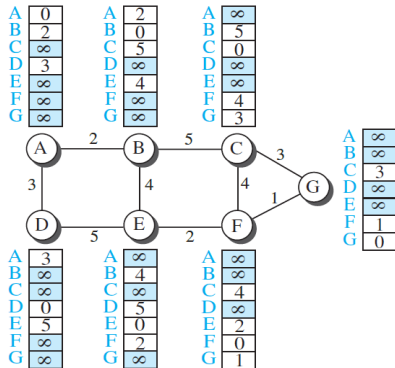 A 0
B 2
C ∞
D 3
E ∞
F ∞
G ∞
A 2
B 0
C 5
D ∞
E 4
F ∞
G ∞
A ∞
B 5
C 0
D ∞
E ∞
F 4
G 3
A 2 B 5 C
3 4 4 3
G
1
D 5 E 2 F
A ∞
B ∞
C 3
D ∞
E ∞
F 1
G 0
A 3
B ∞
C ∞
D 0
E 5
F ∞
G ∞
A ∞
B 4
C ∞
D 5
E 0
F 2
G ∞
A ∞
B ∞
C 4
D ∞
E 2
F 0
G 1